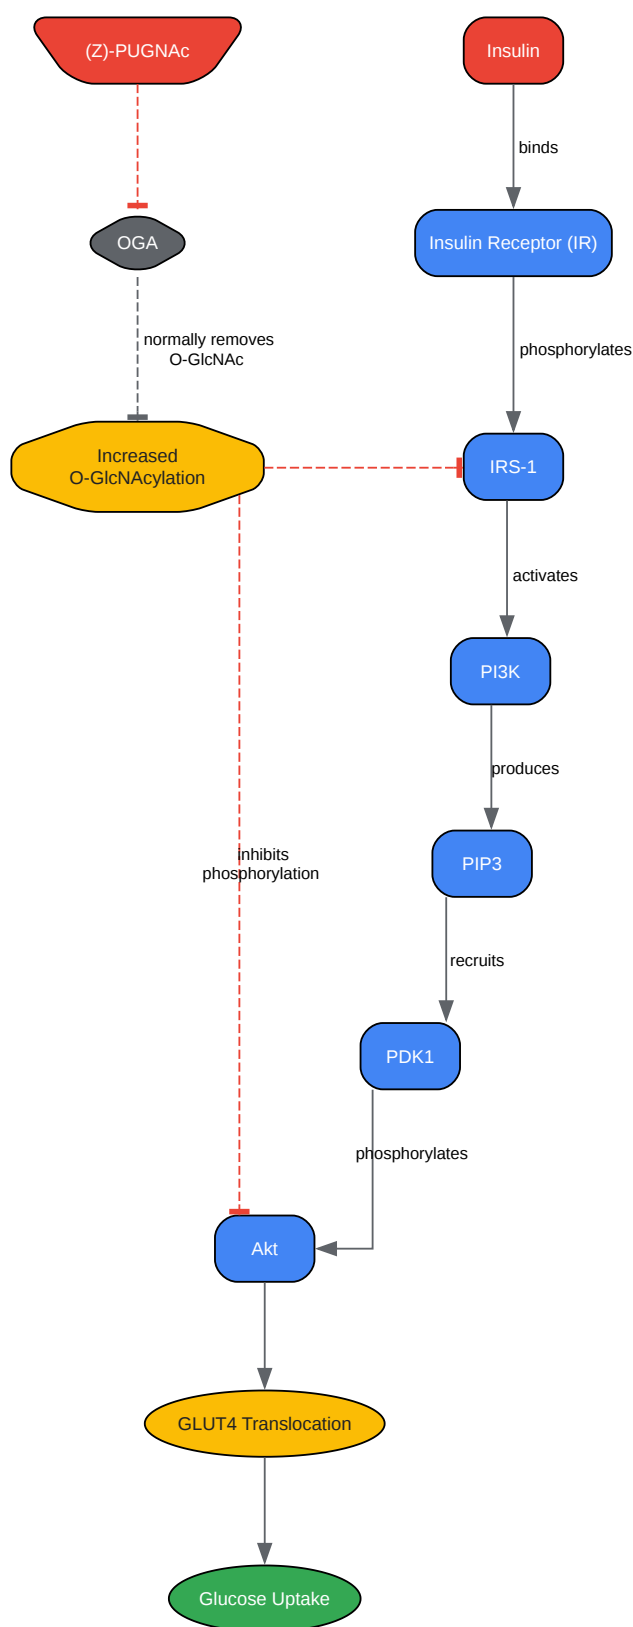 (Z)-PUGNAc
Insulin
binds
OGA
Insulin Receptor (IR)
normally removes
O-GlcNAc
phosphorylates
Increased
O-GlcNAcylation
IRS-1
activates
PI3K
produces
inhibits
phosphorylation
PIP3
recruits
PDK1
phosphorylates
Akt
GLUT4 Translocation
Glucose Uptake